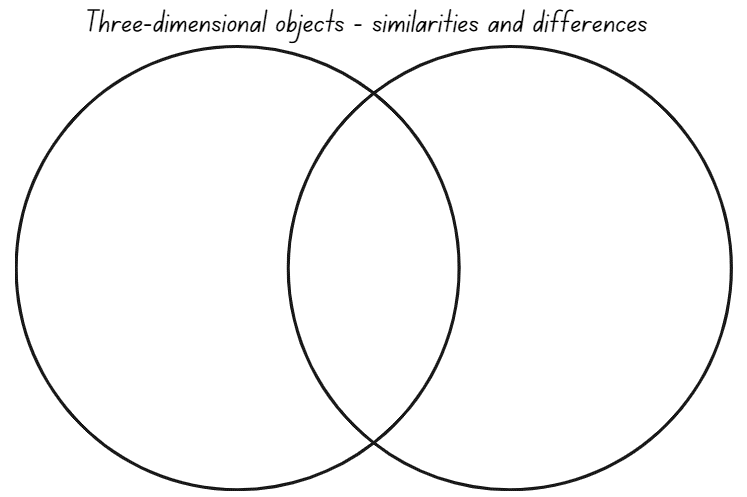 Three-dimensional objects - similarities and differences